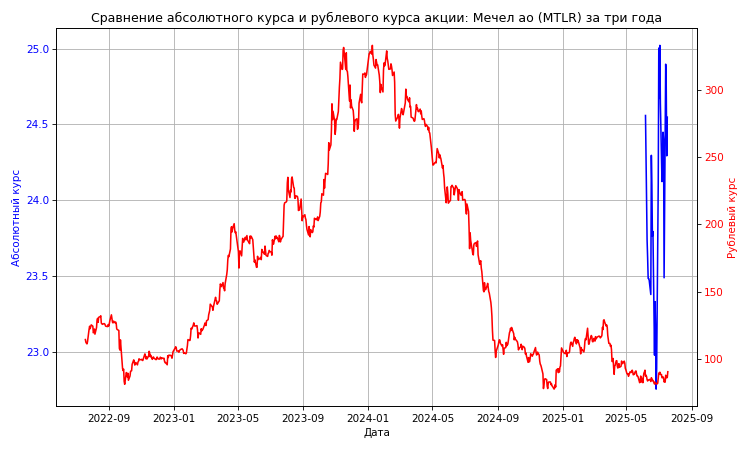 Сравнение абсолютного курса и рублевого курса акции: Мечел ао (MTLR) за три года
25.0
24.5
24.0
23.5
23.0
Абсолютный курс
300
250
200
150
100
Рублевый курс
2022-09 2023-01 2023-05 2023-09 2024-01 2024-05 2024-09 2025-01 2025-05 2025-09
Дата